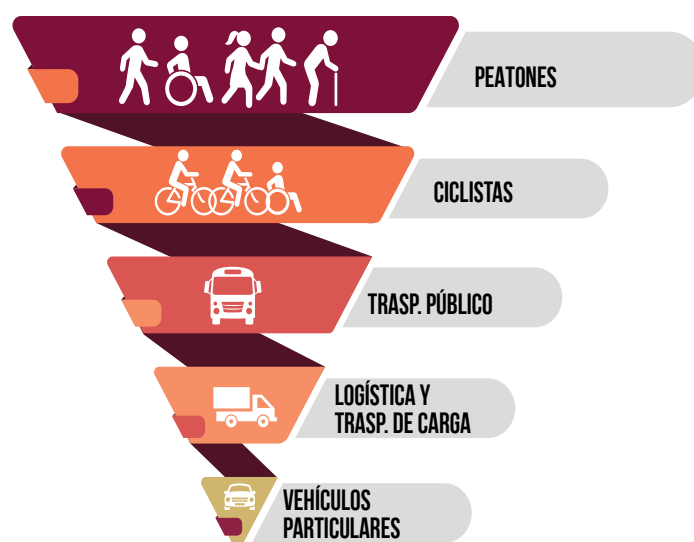 PEATONES
CICLISTAS
TRASP. PÚBLICO
LOGÍSTICA Y
TRASP. DE CARGA
VEHÍCULOS
PARTICULARES